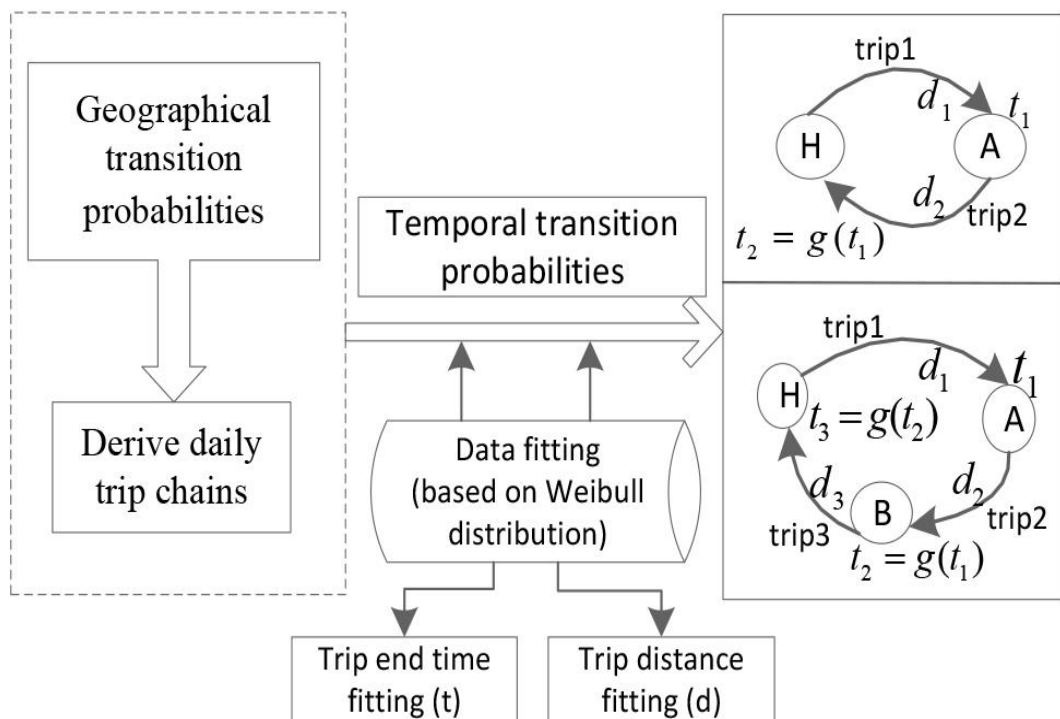 Geographical
transition
probabilities
Derive daily
trip chains
Temporal transition
probabilities
Data fitting
(based on Weibull
distribution)
Trip end time
fitting (t)
Trip distance
fitting (d)
trip1
d₁
t₁
H
A
d₂
trip2
t₂ = g(t₁)
trip1
d₁
t₁
H
A
t₃ = g(t₂)
d₃
B
d₂
trip2
trip3
t₂ = g(t₁)